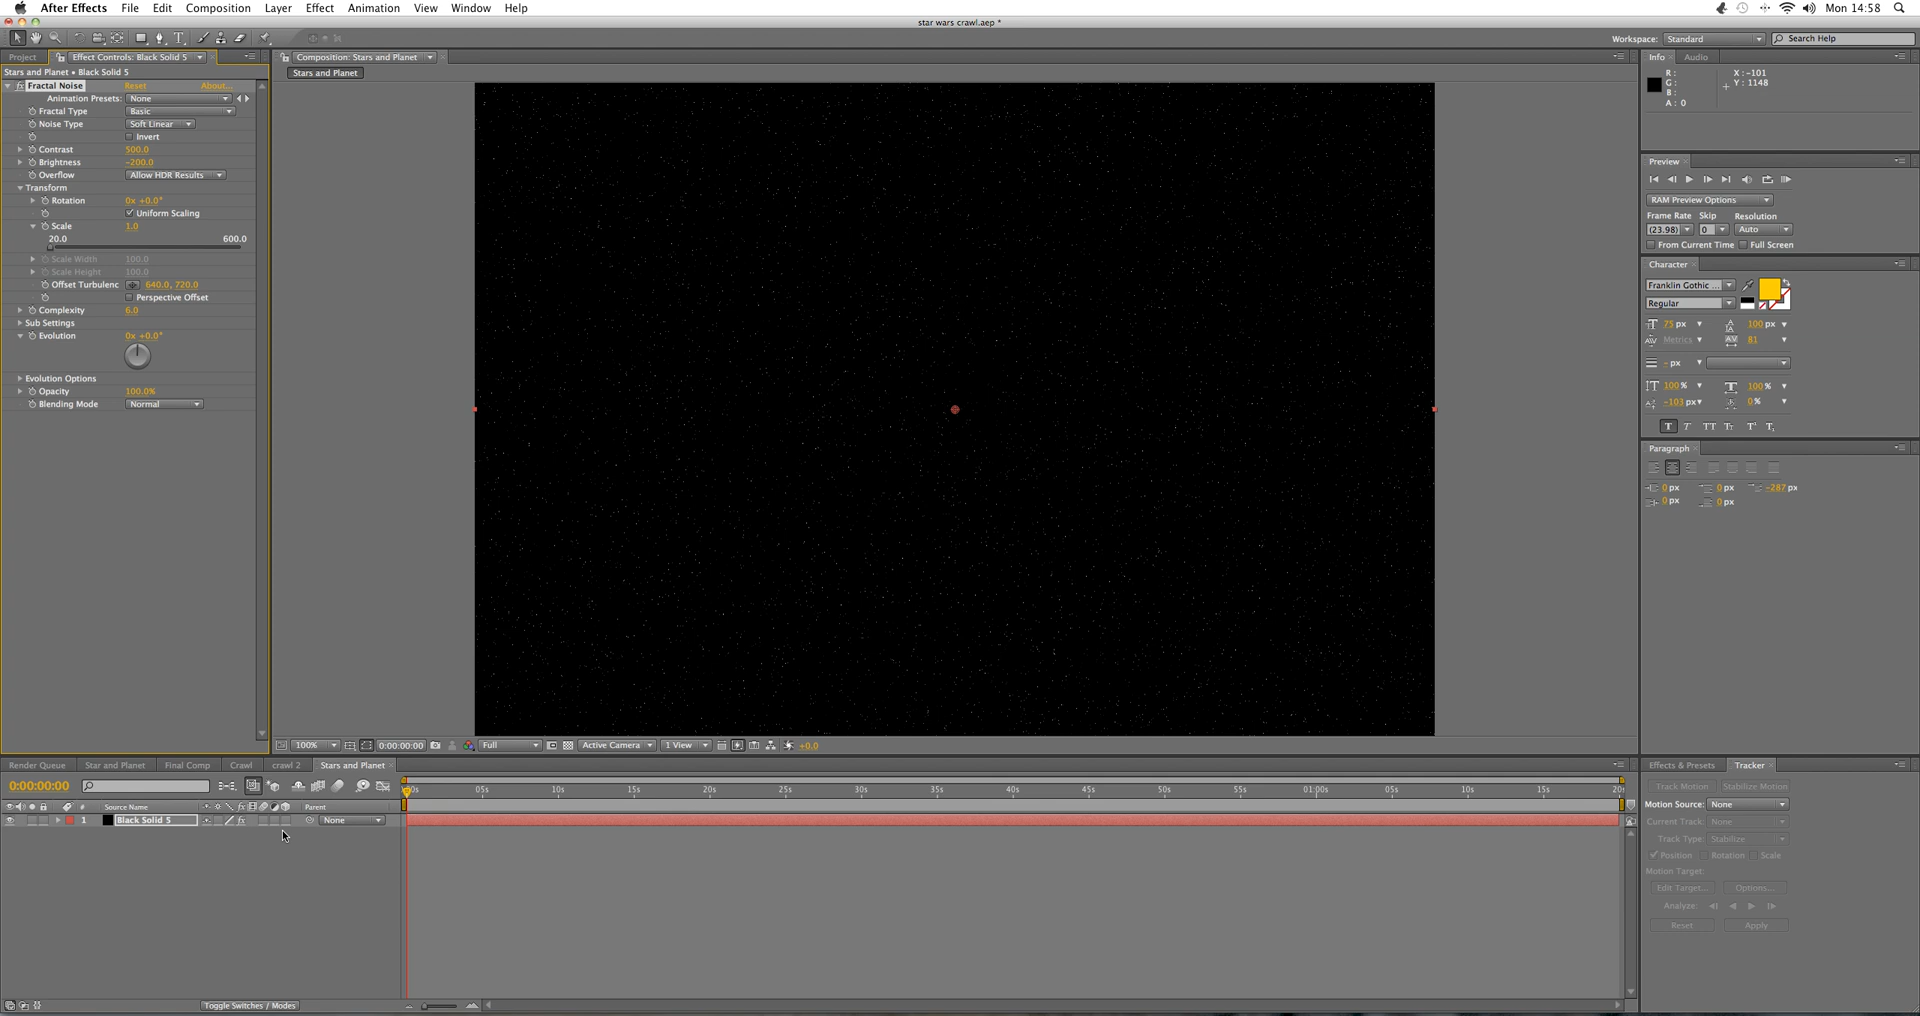 After Effects File Edit Composition Layer Effect Animation View Window Help Mon 14:58
star wars crawl.aep *
Workspace: Standard Search Help
Project Effect Controls: Black Solid 5
Stars and Planet • Black Solid 5
fx Fractal Noise Reset About...
Animation Presets: None
Fractal Type Basic
Noise Type Soft Linear
Invert
Contrast 500.0
Brightness -200.0
Overflow Allow HDR Results
Transform
Rotation 0x +0.0°
Uniform Scaling
Scale 1.0
20.0 600.0
Scale Width 100.0
Scale Height 100.0
Offset Turbulenc 640.0, 720.0
Perspective Offset
Complexity 6.0
Sub Settings
Evolution 0x +0.0°
Evolution Options
Opacity 100.0%
Blending Mode Normal
Composition: Stars and Planet
Stars and Planet
100% 0:00:00:00 Full Active Camera 1 View +0.0
Info Audio
R: X: -101
G: Y: 1148
B:
A: 0
Preview
RAM Preview Options
Frame Rate Skip Resolution
(23.98) 0 Auto
From Current Time Full Screen
Character
Franklin Gothic ...
Regular
75 px 100 px
Metrics 81
- px
100 % 100 %
-103 px 0 %
T T TT Tr T' T,
Paragraph
0 px 0 px -287 px
0 px 0 px
Render Queue Star and Planet Final Comp Crawl crawl 2 Stars and Planet
0:00:00:00
# Source Name Parent
1 Black Solid 5 fx None
00s 05s 10s 15s 20s 25s 30s 35s 40s 45s 50s 55s 01:00s 05s 10s 15s 20s
Toggle Switches / Modes
Effects & Presets Tracker
Track Motion Stabilize Motion
Motion Source: None
Current Track: None
Track Type: Stabilize
Position Rotation Scale
Motion Target:
Edit Target... Options...
Analyze:
Reset Apply